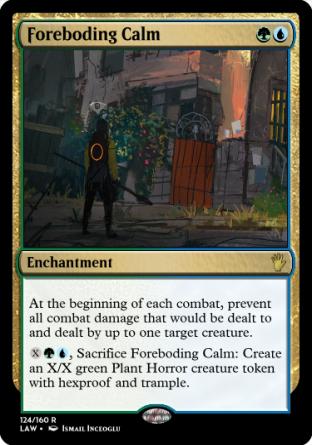 Foreboding Calm
Enchantment
At the beginning of each combat, prevent
all combat damage that would be dealt to
and dealt by up to one target creature.
X, Sacrifice Foreboding Calm: Create
an X/X green Plant Horror creature token
with hexproof and trample.
124/160 R
LAW • Ismail Inceoglu